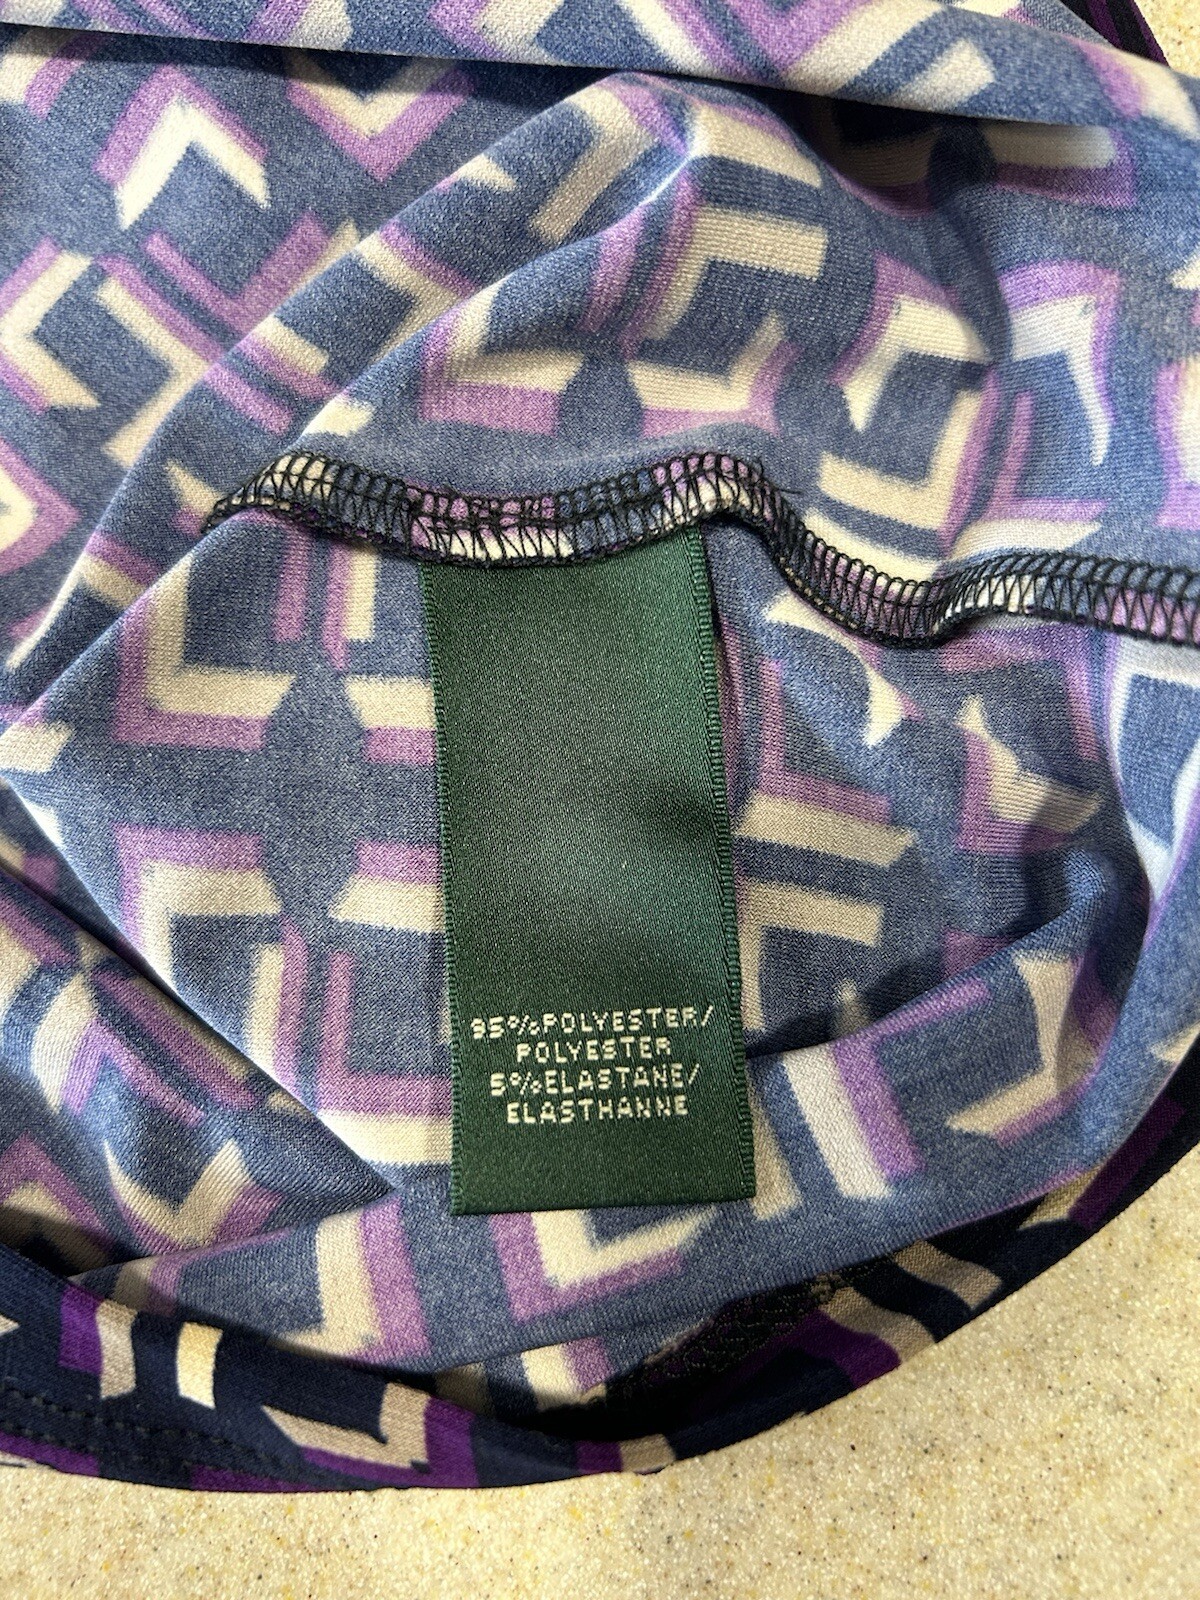 95%POLYESTER/
POLYESTER
5%ELASTANE/
ELASTHANNE